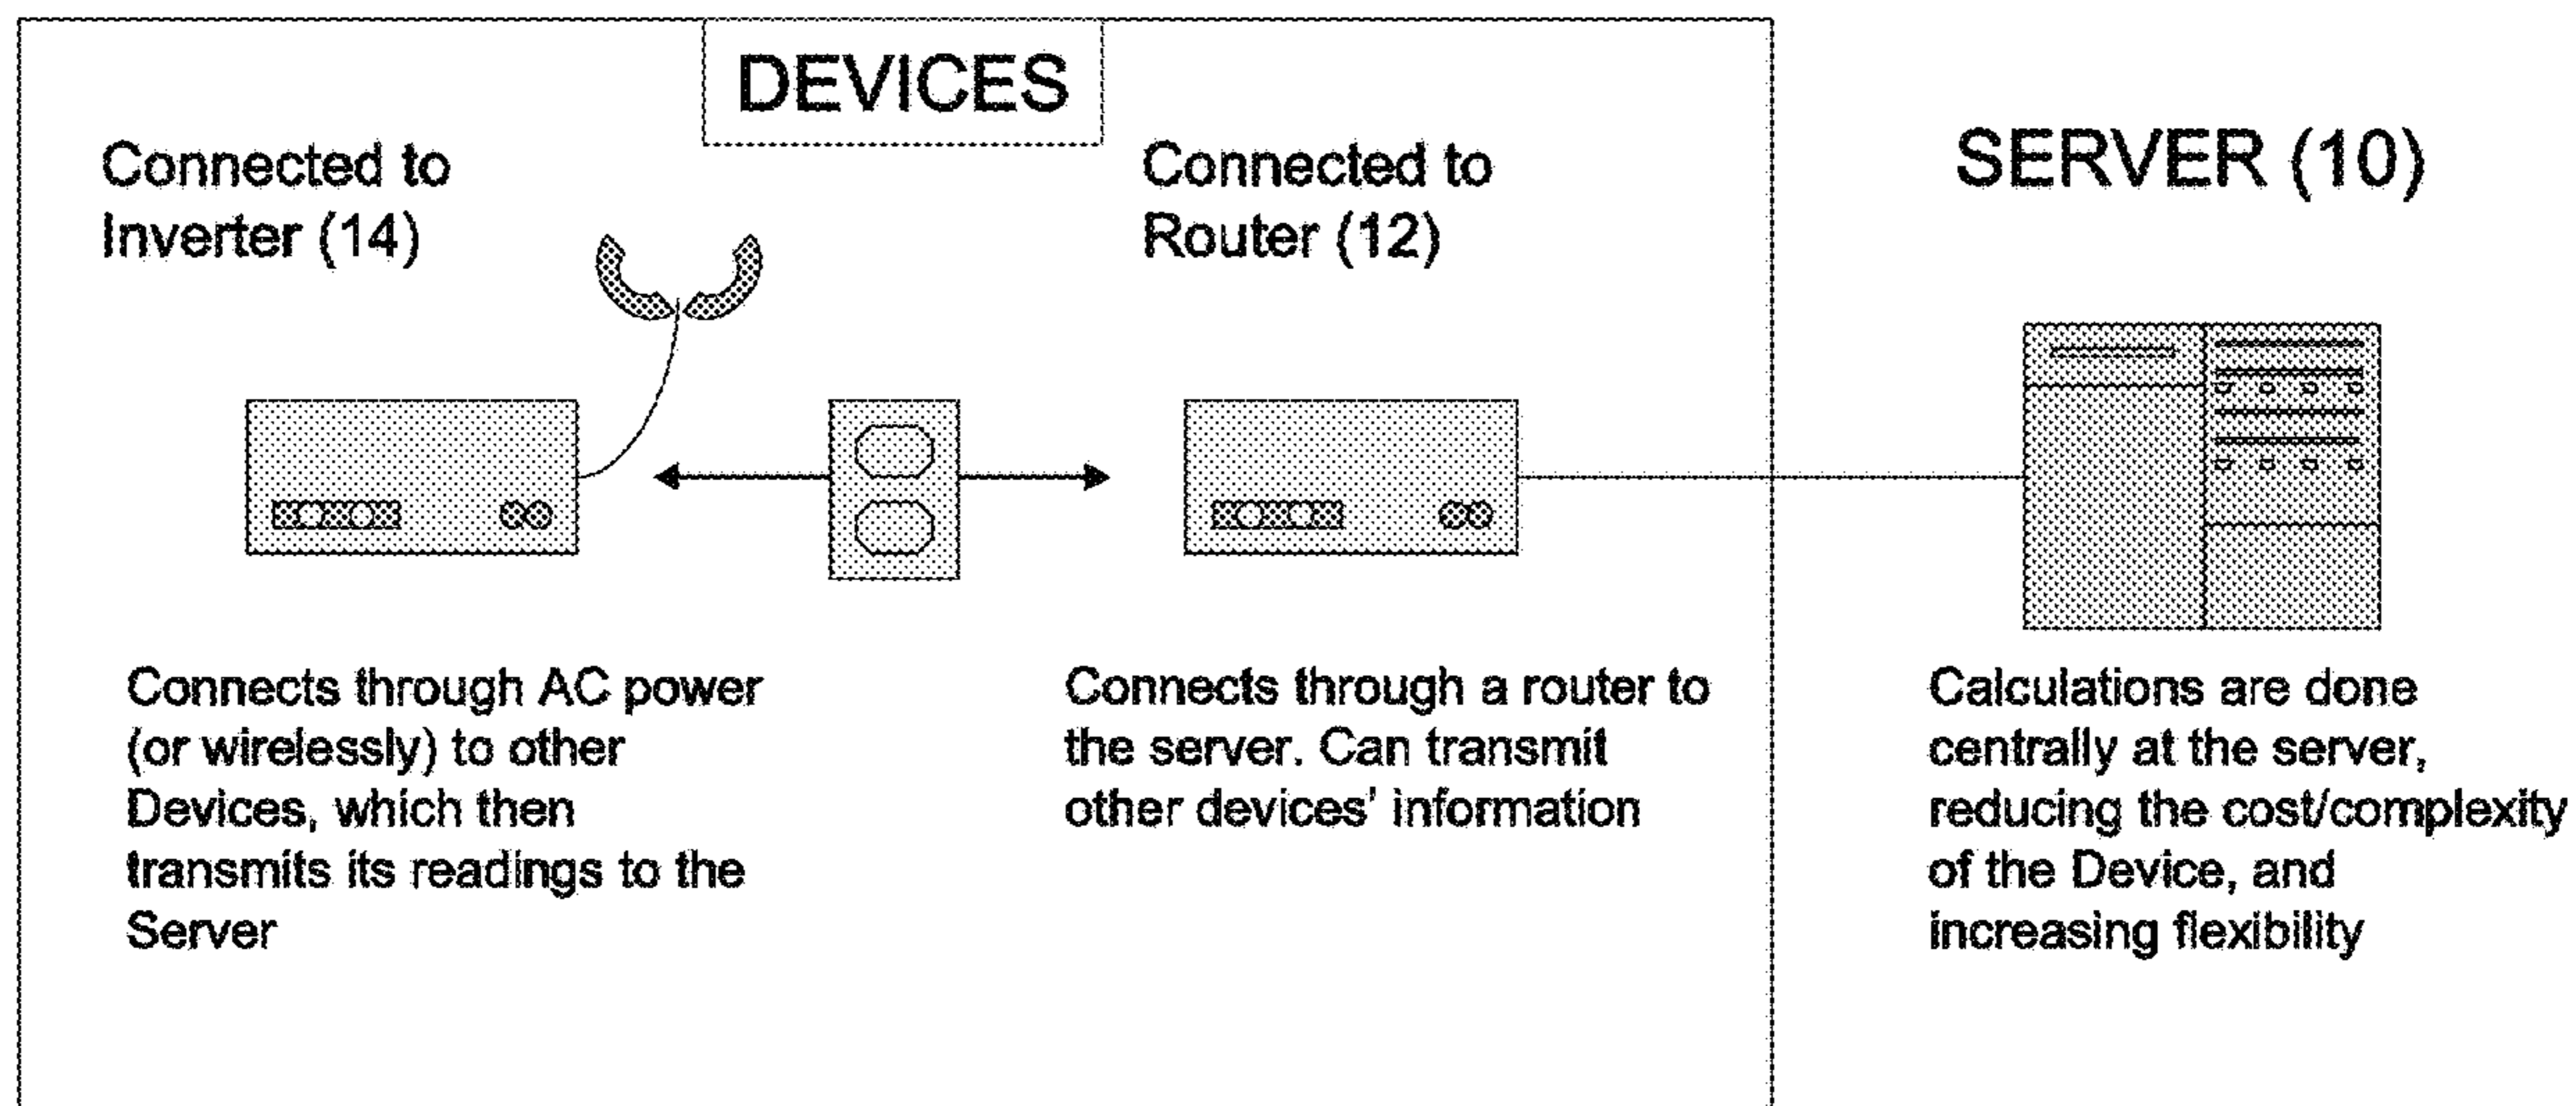 DEVICES
Connected to
Inverter (14)
Connected to
Router (12)
SERVER (10)
Connects through AC power
(or wirelessly) to other
Devices, which then
transmits its readings to the
Server
Connects through a router to
the server. Can transmit
other devices' information
Calculations are done
centrally at the server,
reducing the cost/complexity
of the Device, and
increasing flexibility